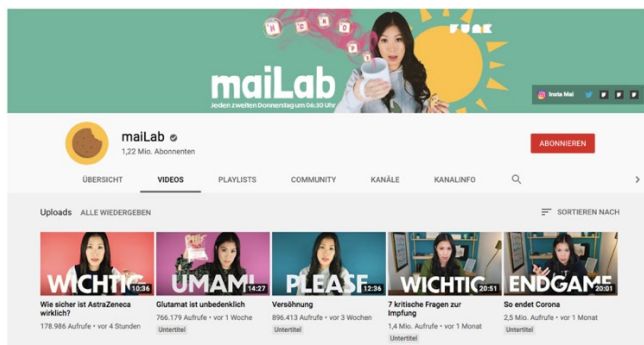 HCNDP
FUNK
maiLab
Jeden zweiten Donnerstag um 06:30 Uhr
Insta Mai
maiLab
1,22 Mio. Abonnenten
ABONNIEREN
ÜBERSICHT VIDEOS PLAYLISTS COMMUNITY KANÄLE KANALINFO
Uploads ALLE WIEDERGEBEN SORTIEREN NACH
WICHTIG 10:36 UMAMI 14:27 PLEASE 12:36 WICHTIG 20:51 ENDGAME 20:01
Wie sicher ist AstraZeneca wirklich?
178.986 Aufrufe • vor 4 Stunden
Glutamat ist unbedenklich
766.179 Aufrufe • vor 1 Woche
Untertitel
Versöhnung
896.413 Aufrufe • vor 3 Wochen
Untertitel
7 kritische Fragen zur
Impfung
1,4 Mio. Aufrufe • vor 1 Monat
Untertitel
So endet Corona
2,5 Mio. Aufrufe • vor 1 Monat
Untertitel